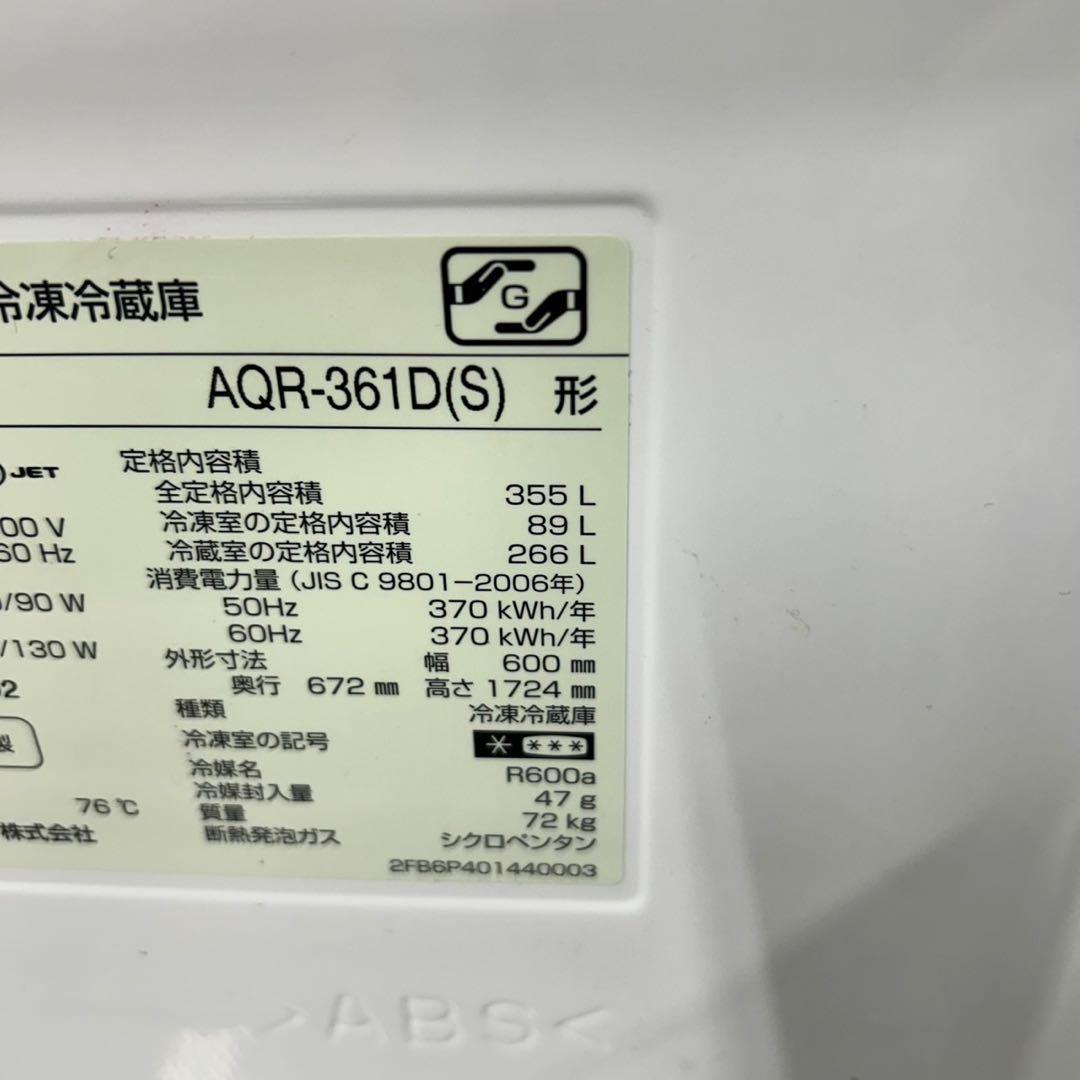 冷凍冷蔵庫
G
AQR-361D(S) 形
JET
00 V
60 Hz
/90 W
/130 W
02
製
76 ℃
株式会社
定格内容積
全定格内容積 355 L
冷凍室の定格内容積 89 L
冷蔵室の定格内容積 266 L
消費電力量 (JIS C 9801-2006年)
50Hz 370 kWh/年
60Hz 370 kWh/年
外形寸法 幅 600 mm
奥行 672 mm 高さ 1724 mm
種類 冷凍冷蔵庫
冷凍室の記号 * ***
冷媒名 R600a
冷媒封入量 47 g
質量 72 kg
断熱発泡ガス シクロペンタン
2FB6P401440003
>ABS<